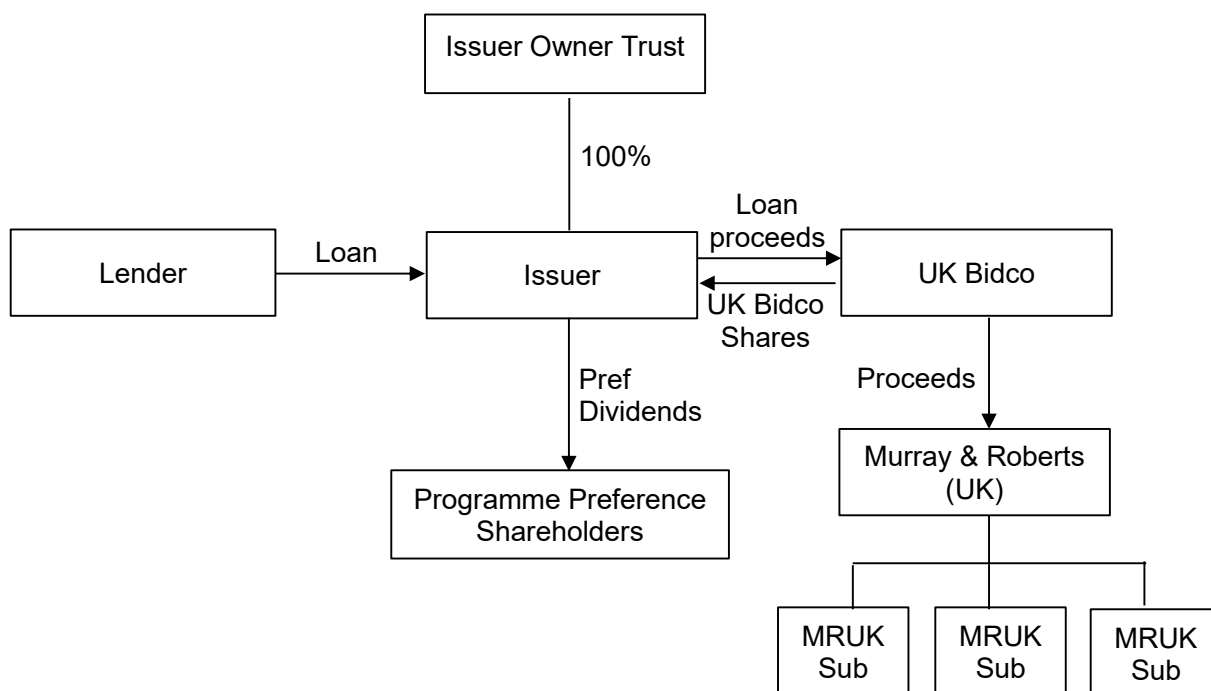 Issuer Owner Trust
100%
Loan
proceeds
Lender
Loan
Issuer
UK Bidco
UK Bidco
Shares
Pref
Dividends
Proceeds
Programme Preference
Shareholders
Murray & Roberts
(UK)
MRUK
Sub
MRUK
Sub
MRUK
Sub